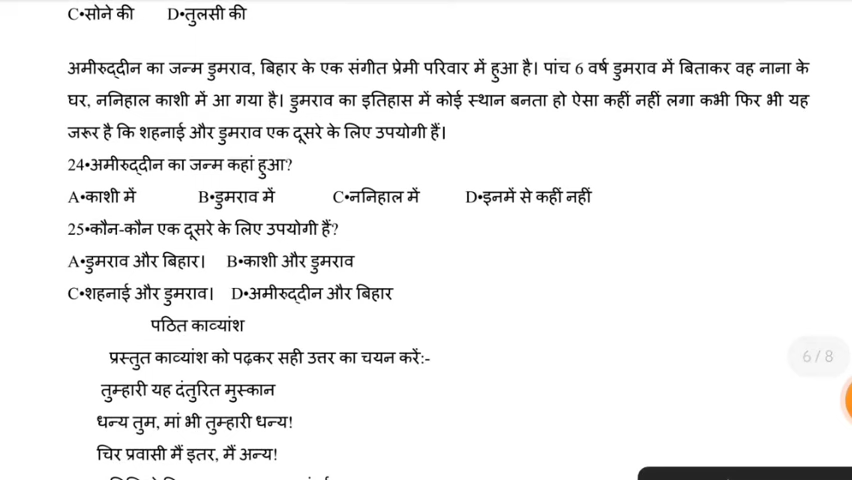 C•सोने की D•तुलसी की
अमीरुद्दीन का जन्म डुमराव, बिहार के एक संगीत प्रेमी परिवार में हुआ है। पांच 6 वर्ष डुमराव में बिताकर वह नाना के
घर, ननिहाल काशी में आ गया है। डुमराव का इतिहास में कोई स्थान बनता हो ऐसा कहीं नहीं लगा कभी फिर भी यह
जरूर है कि शहनाई और डुमराव एक दूसरे के लिए उपयोगी हैं।
24•अमीरुद्दीन का जन्म कहां हुआ?
A•काशी में B•डुमराव में C•ननिहाल में D•इनमें से कहीं नहीं
25•कौन-कौन एक दूसरे के लिए उपयोगी हैं?
A•डुमराव और बिहार। B•काशी और डुमराव
C•शहनाई और डुमराव। D•अमीरुद्दीन और बिहार
पठित काव्यांश
प्रस्तुत काव्यांश को पढ़कर सही उत्तर का चयन करें:-
6 / 8
तुम्हारी यह दंतुरित मुस्कान
धन्य तुम, मां भी तुम्हारी धन्य!
चिर प्रवासी मैं इतर, मैं अन्य!